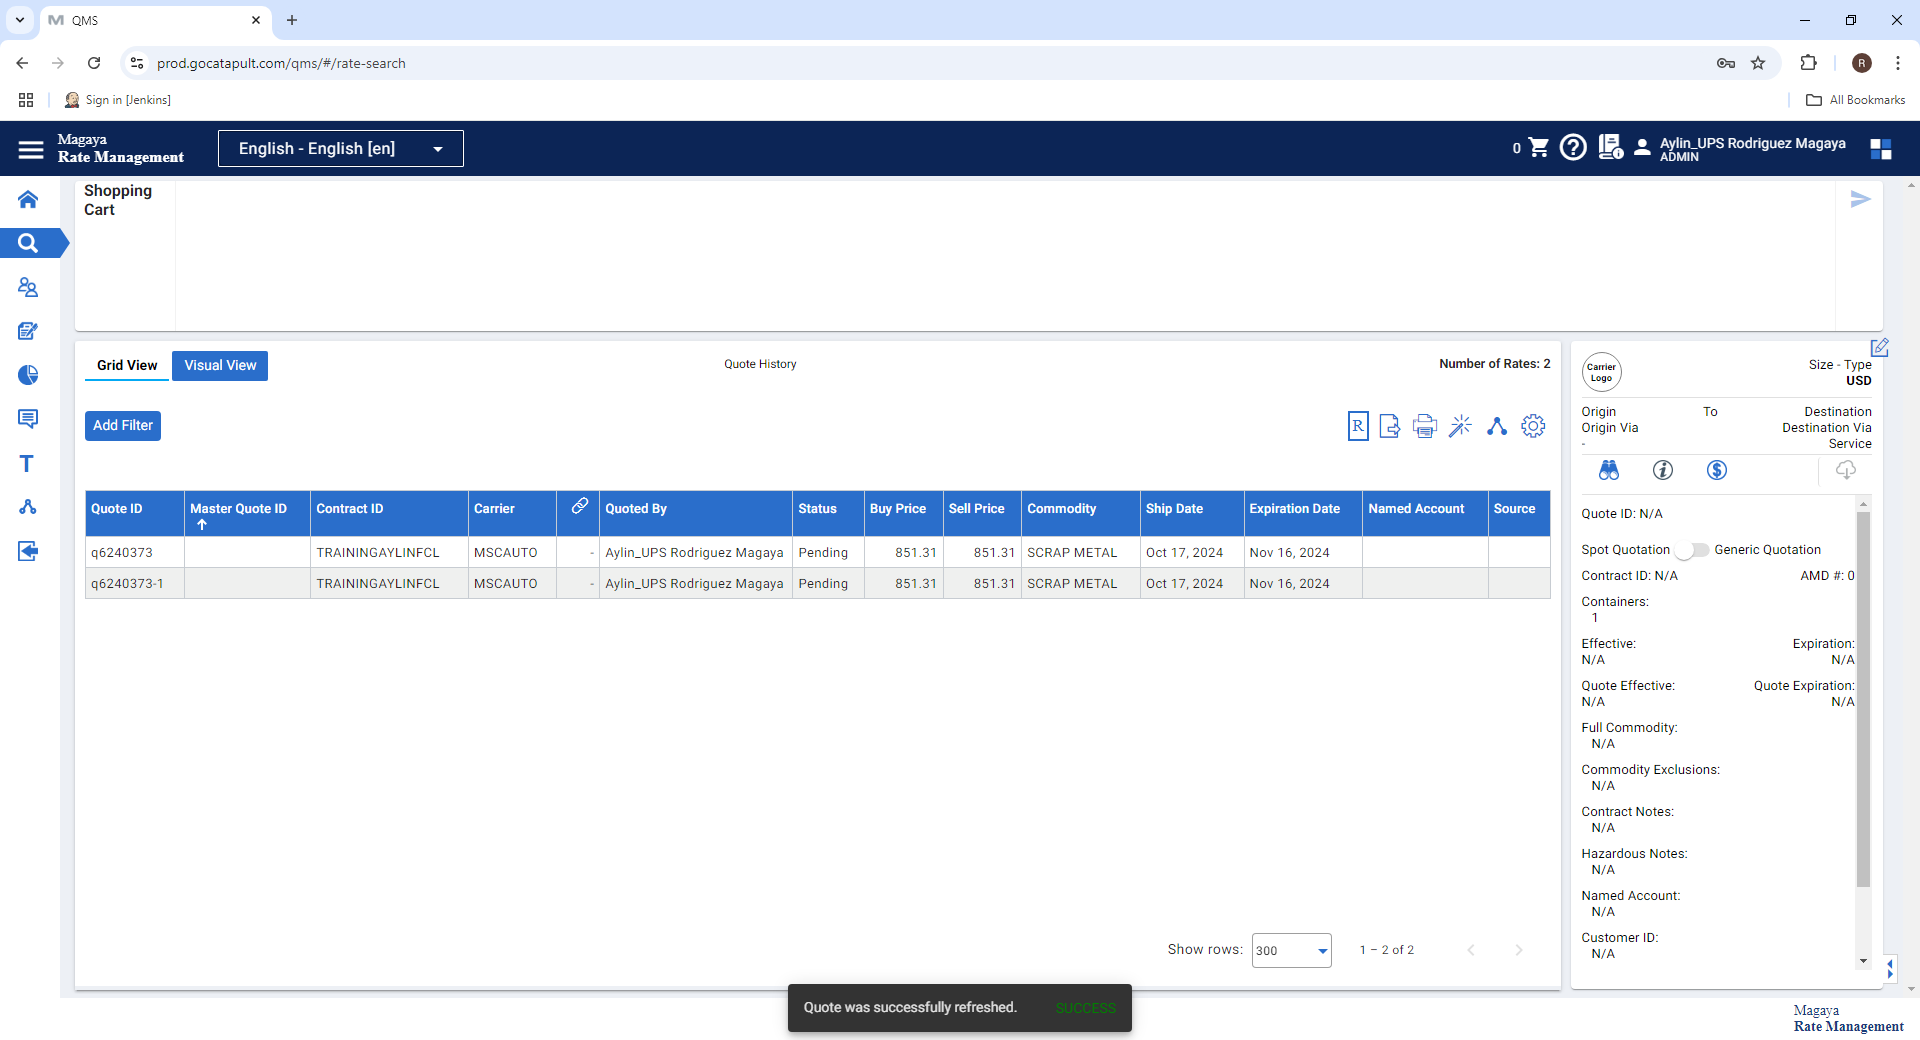 QMS
prod.gocatapult.com/qms/#/rate-search
R
Sign in [Jenkins]
All Bookmarks
Magaya
Rate Management
English - English [en]
0
Aylin_UPS Rodriguez Magaya
ADMIN
Shopping
Cart
Grid View
Visual View
Quote History
Number of Rates: 2
Add Filter
R
Quote ID
Master Quote ID
Contract ID
Carrier
Quoted By
Status
Buy Price
Sell Price
Commodity
Ship Date
Expiration Date
Named Account
Source
q6240373
TRAININGAYLINFCL
MSCAUTO
-
Aylin_UPS Rodriguez Magaya
Pending
851.31
851.31
SCRAP METAL
Oct 17, 2024
Nov 16, 2024
q6240373-1
TRAININGAYLINFCL
MSCAUTO
-
Aylin_UPS Rodriguez Magaya
Pending
851.31
851.31
SCRAP METAL
Oct 17, 2024
Nov 16, 2024
Show rows:
300
1 – 2 of 2
Carrier
Logo
Size - Type
USD
Origin
To
Destination
Origin Via
Destination Via
-
Service
Quote ID: N/A
Spot Quotation
Generic Quotation
Contract ID: N/A
AMD #: 0
Containers:
1
Effective:
Expiration:
N/A
N/A
Quote Effective:
Quote Expiration:
N/A
N/A
Full Commodity:
N/A
Commodity Exclusions:
N/A
Contract Notes:
N/A
Hazardous Notes:
N/A
Named Account:
N/A
Customer ID:
N/A
Quote was successfully refreshed.
SUCCESS
Magaya
Rate Management